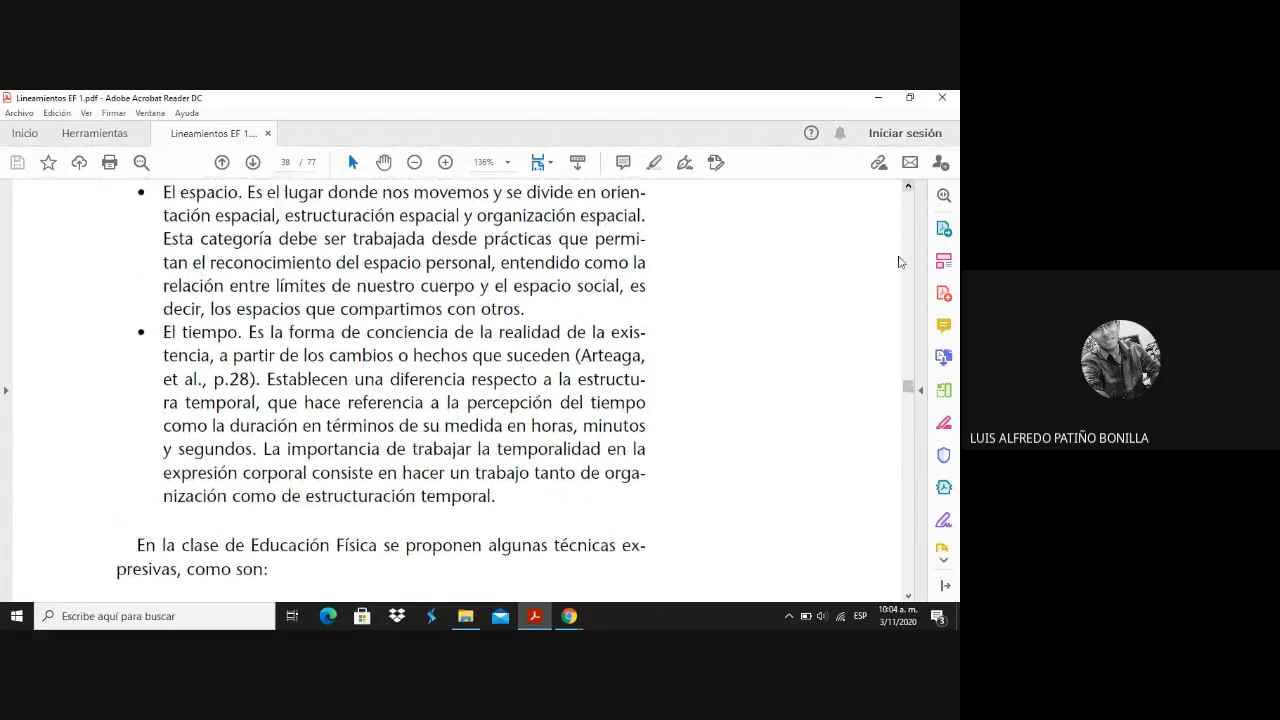 Lineamientos EF 1.pdf - Adobe Acrobat Reader DC
Archivo Edición Ver Firmar Ventana Ayuda
Inicio Herramientas Lineamientos EF 1.... × Iniciar sesión
38 / 77 136%
• El espacio. Es el lugar donde nos movemos y se divide en orien-
tación espacial, estructuración espacial y organización espacial.
Esta categoría debe ser trabajada desde prácticas que permi-
tan el reconocimiento del espacio personal, entendido como la
relación entre límites de nuestro cuerpo y el espacio social, es
decir, los espacios que compartimos con otros.
• El tiempo. Es la forma de conciencia de la realidad de la exis-
tencia, a partir de los cambios o hechos que suceden (Arteaga,
et al., p.28). Establecen una diferencia respecto a la estructu-
ra temporal, que hace referencia a la percepción del tiempo
como la duración en términos de su medida en horas, minutos
y segundos. La importancia de trabajar la temporalidad en la
expresión corporal consiste en hacer un trabajo tanto de orga-
nización como de estructuración temporal.
En la clase de Educación Física se proponen algunas técnicas ex-
presivas, como son:
LUIS ALFREDO PATIÑO BONILLA
Escribe aquí para buscar
ESP
10:04 a. m.
3/11/2020
3